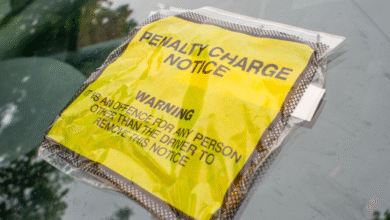 PENALTY CHARGE
NOTICE
WARNING
IT IS AN OFFENCE FOR ANY PERSON
OTHER THAN THE DRIVER TO
REMOVE THIS NOTICE